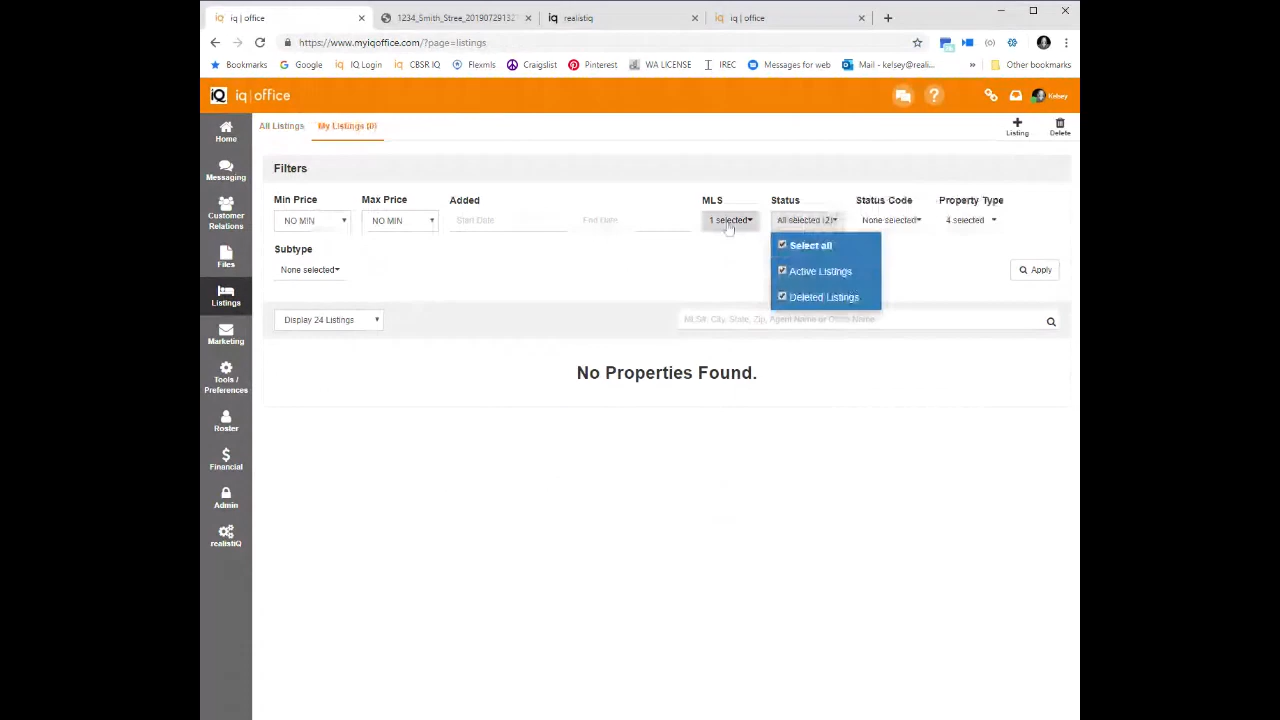 iq | office
1234_Smith_Stree_20190729132
realistiq
iq | office
https://www.myiqoffice.com/?page=listings
Bookmarks
Google
IQ Login
CBSR IQ
Flexmls
Craigslist
Pinterest
WA LICENSE
IREC
Messages for web
Mail - kelsey@reali...
»
Other bookmarks
iq | office
Kelsey
Home
Messaging
Customer
Relations
Files
Listings
Marketing
Tools /
Preferences
Roster
Financial
Admin
realistiQ
All Listings
My Listings (0)
Listing
Delete
Filters
Min Price
Max Price
Added
MLS
Status
Status Code
Property Type
NO MIN
NO MIN
Start Date
End Date
1 selected
All selected (2)
None selected
4 selected
Select all
Active Listings
Deleted Listings
Subtype
None selected
Apply
Display 24 Listings
MLS#, City, State, Zip, Agent Name or Office Name
No Properties Found.